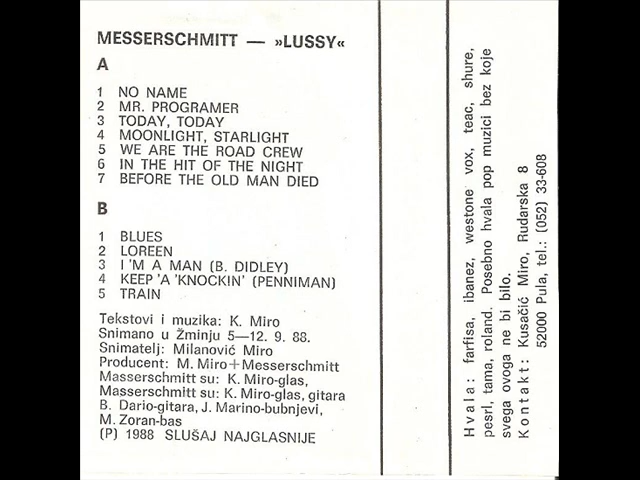 MESSERSCHMITT — »LUSSY«
A
1 NO NAME
2 MR. PROGRAMER
3 TODAY, TODAY
4 MOONLIGHT, STARLIGHT
5 WE ARE THE ROAD CREW
6 IN THE HIT OF THE NIGHT
7 BEFORE THE OLD MAN DIED
B
1 BLUES
2 LOREEN
3 I'M A MAN (B. DIDLEY)
4 KEEP 'A 'KNOCKIN' (PENNIMAN)
5 TRAIN
Tekstovi i muzika: K. Miro
Snimano u Žminju 5—12. 9. 88.
Snimatelj: Milanović Miro
Producent: M. Miro+Messerschmitt
Masserschmitt su: K. Miro-glas,
Masserschmitt su: K. Miro-glas, gitara
B. Dario-gitara, J. Marino-bubnjevi,
M. Zoran-bas
(P) 1988 SLUŠAJ NAJGLASNIJE
Hvala: farfisa, ibanez, westone vox, teac, shure,
pesrl, tama, roland. Posebno hvala pop muzici bez koje
svega ovoga ne bi bilo.
Kontakt: Kusačić Miro, Rudarska 8
52000 Pula, tel.: (052) 33-608